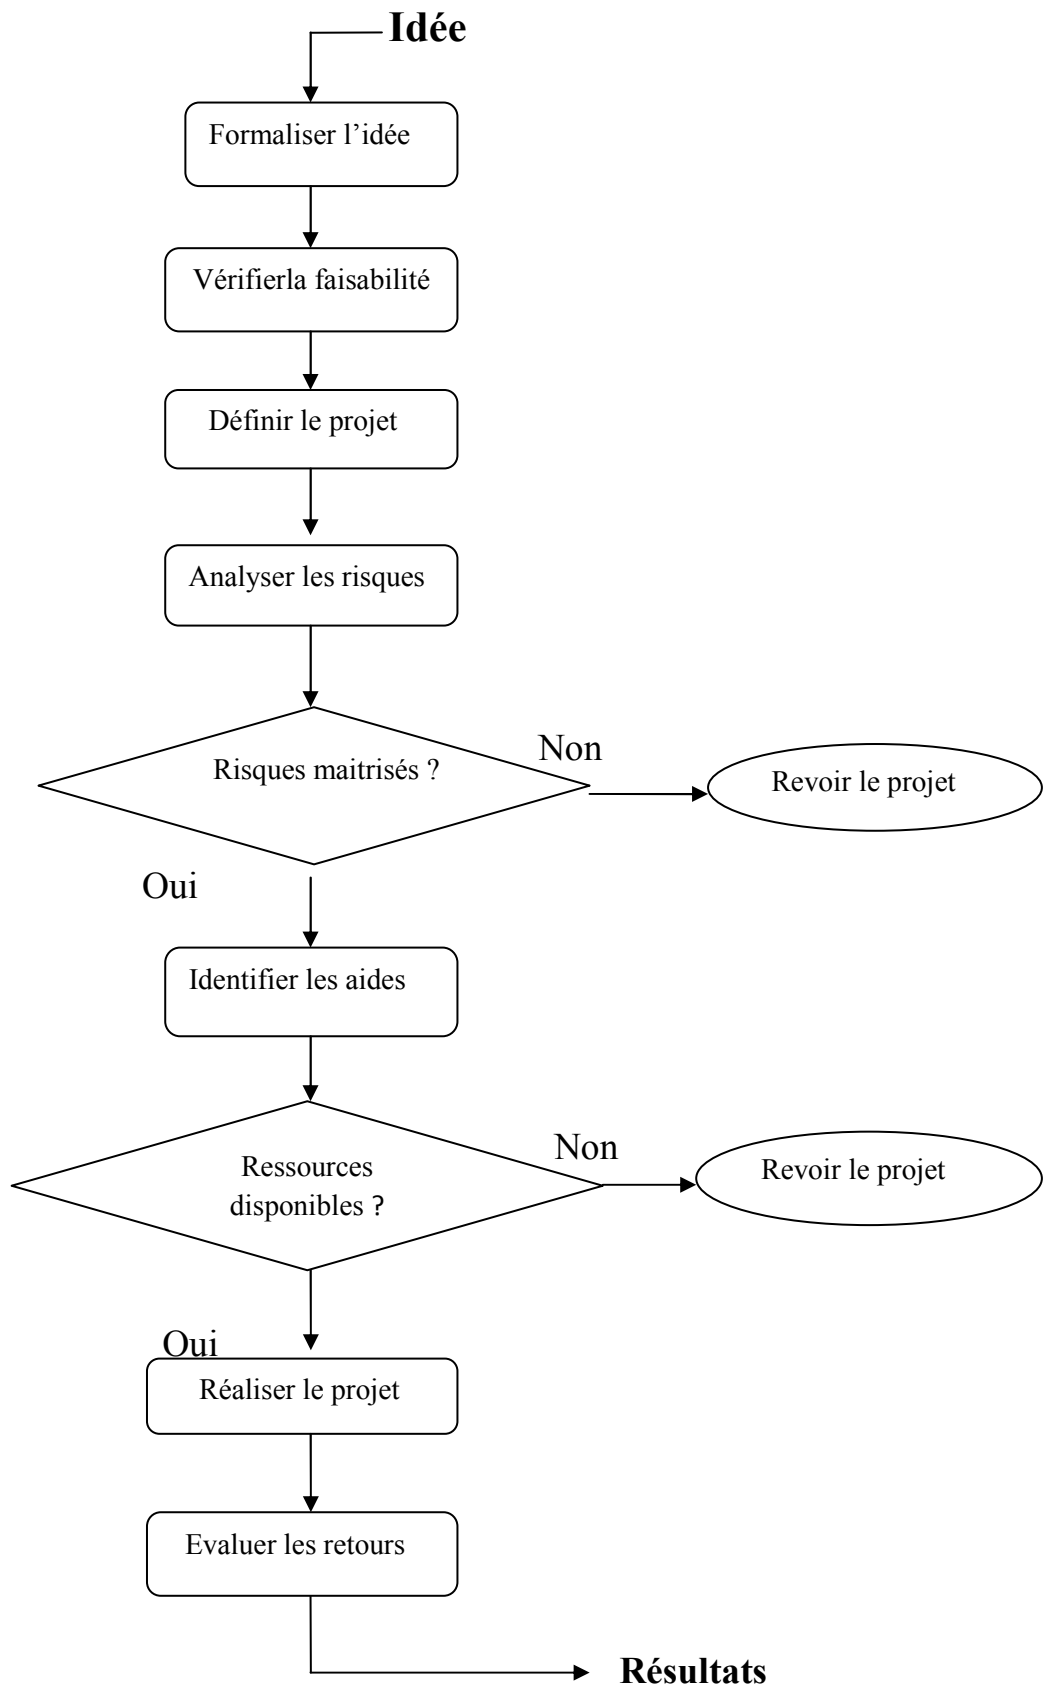 Idée
Formaliser l’idée
Vérifierla faisabilité
Définir le projet
Analyser les risques
Risques maitrisés ?
Non
Revoir le projet
Oui
Identifier les aides
Ressources
disponibles ?
Non
Revoir le projet
Oui
Réaliser le projet
Evaluer les retours
Résultats